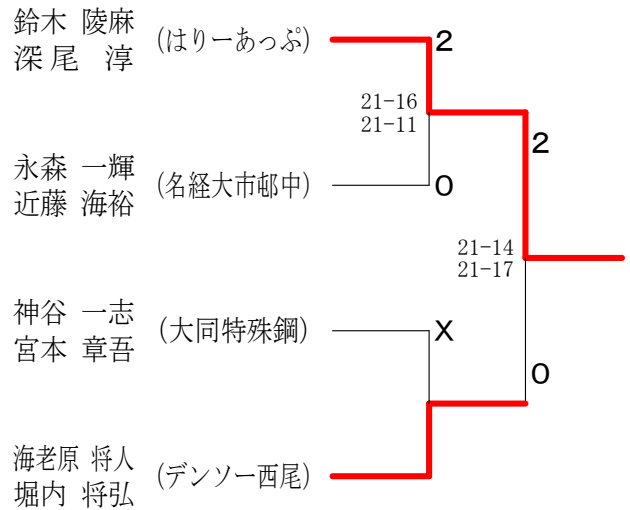 鈴木 陵麻
深尾 淳
(はりーあっぷ)
2
21-16
21-11
永森 一輝
近藤 海裕
(名経大市邨中)
0
2
21-14
21-17
神谷 一志
宮本 章吾
(大同特殊鋼)
X
0
海老原 将人
堀内 将弘
(デンソー西尾)